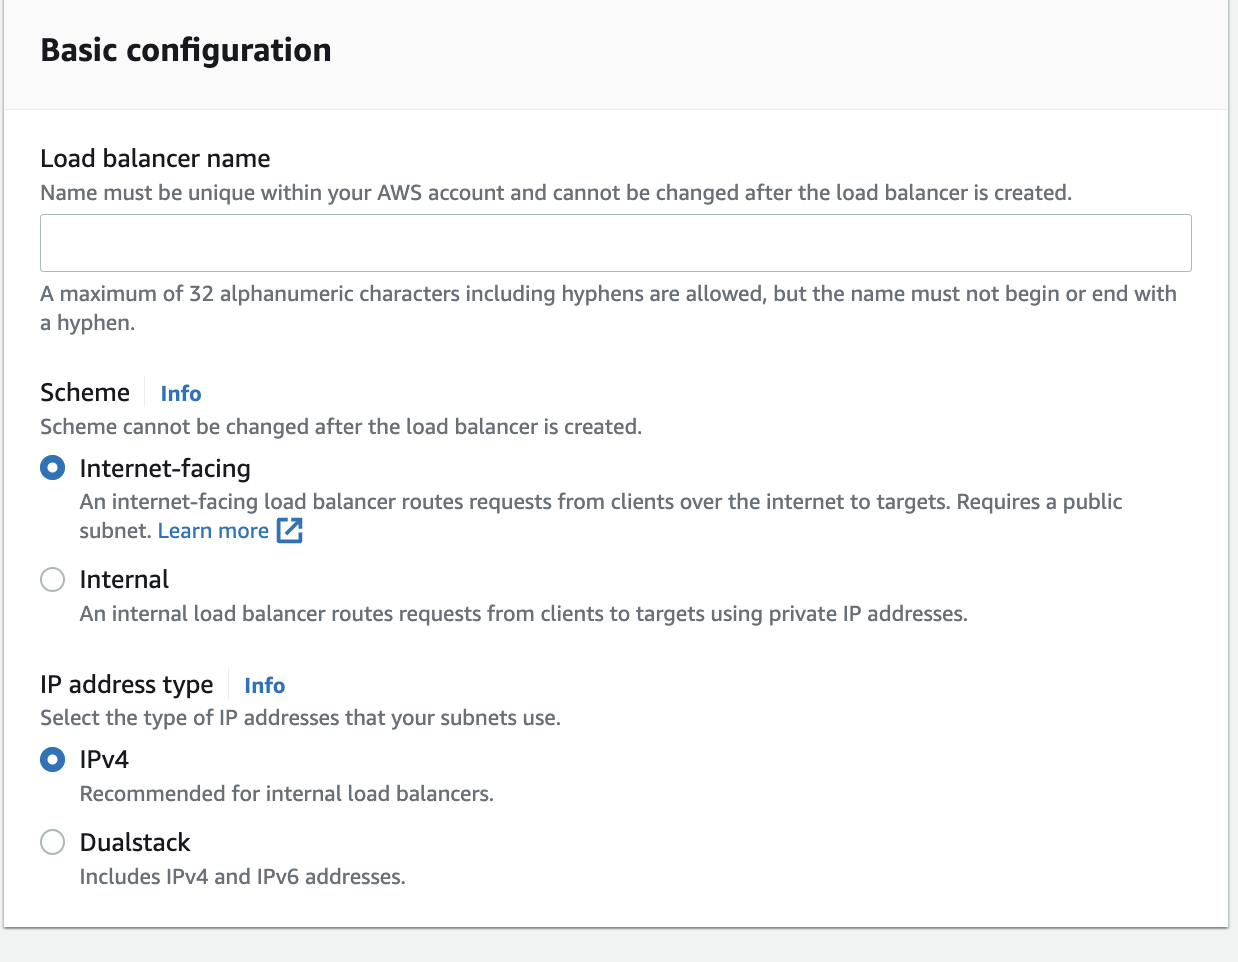 Basic configuration
Load balancer name
Name must be unique within your AWS account and cannot be changed after the load balancer is created.
A maximum of 32 alphanumeric characters including hyphens are allowed, but the name must not begin or end with
a hyphen.
Scheme Info
Scheme cannot be changed after the load balancer is created.
Internet-facing
An internet-facing load balancer routes requests from clients over the internet to targets. Requires a public
subnet. Learn more
Internal
An internal load balancer routes requests from clients to targets using private IP addresses.
IP address type Info
Select the type of IP addresses that your subnets use.
IPv4
Recommended for internal load balancers.
Dualstack
Includes IPv4 and IPv6 addresses.